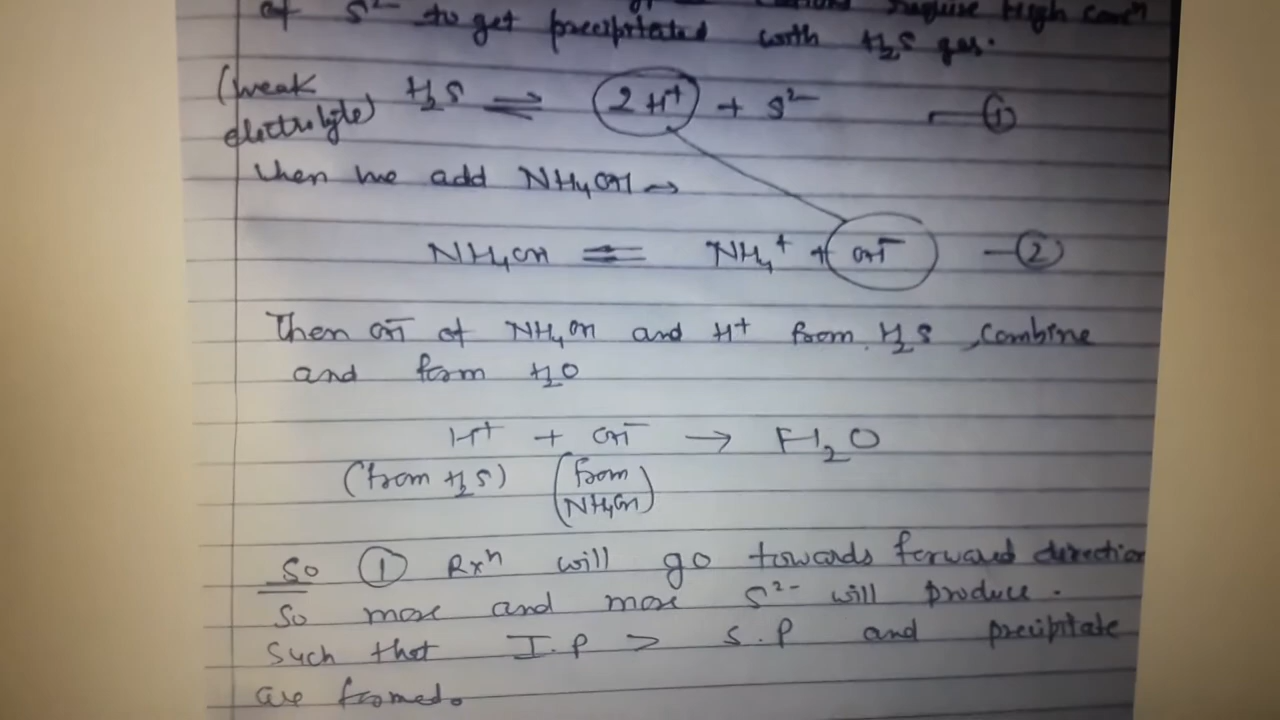 of S²⁻ to get precipitated with H₂S gas.
(weak H₂S ⇌ 2H⁺ + S²⁻ —①
electrolyte)
then we add NH₄OH →
NH₄OH ⇌ NH₄⁺ + OH⁻ —②
Then OH⁻ of NH₄OH and H⁺ from H₂S, combine
and form H₂O
H⁺ + OH⁻ → H₂O
(from H₂S) (from
NH₄OH)
So ① Rxⁿ will go towards forward direction
So more and more S²⁻ will produce.
Such that I.P > S.P and precipitate
are fromed.